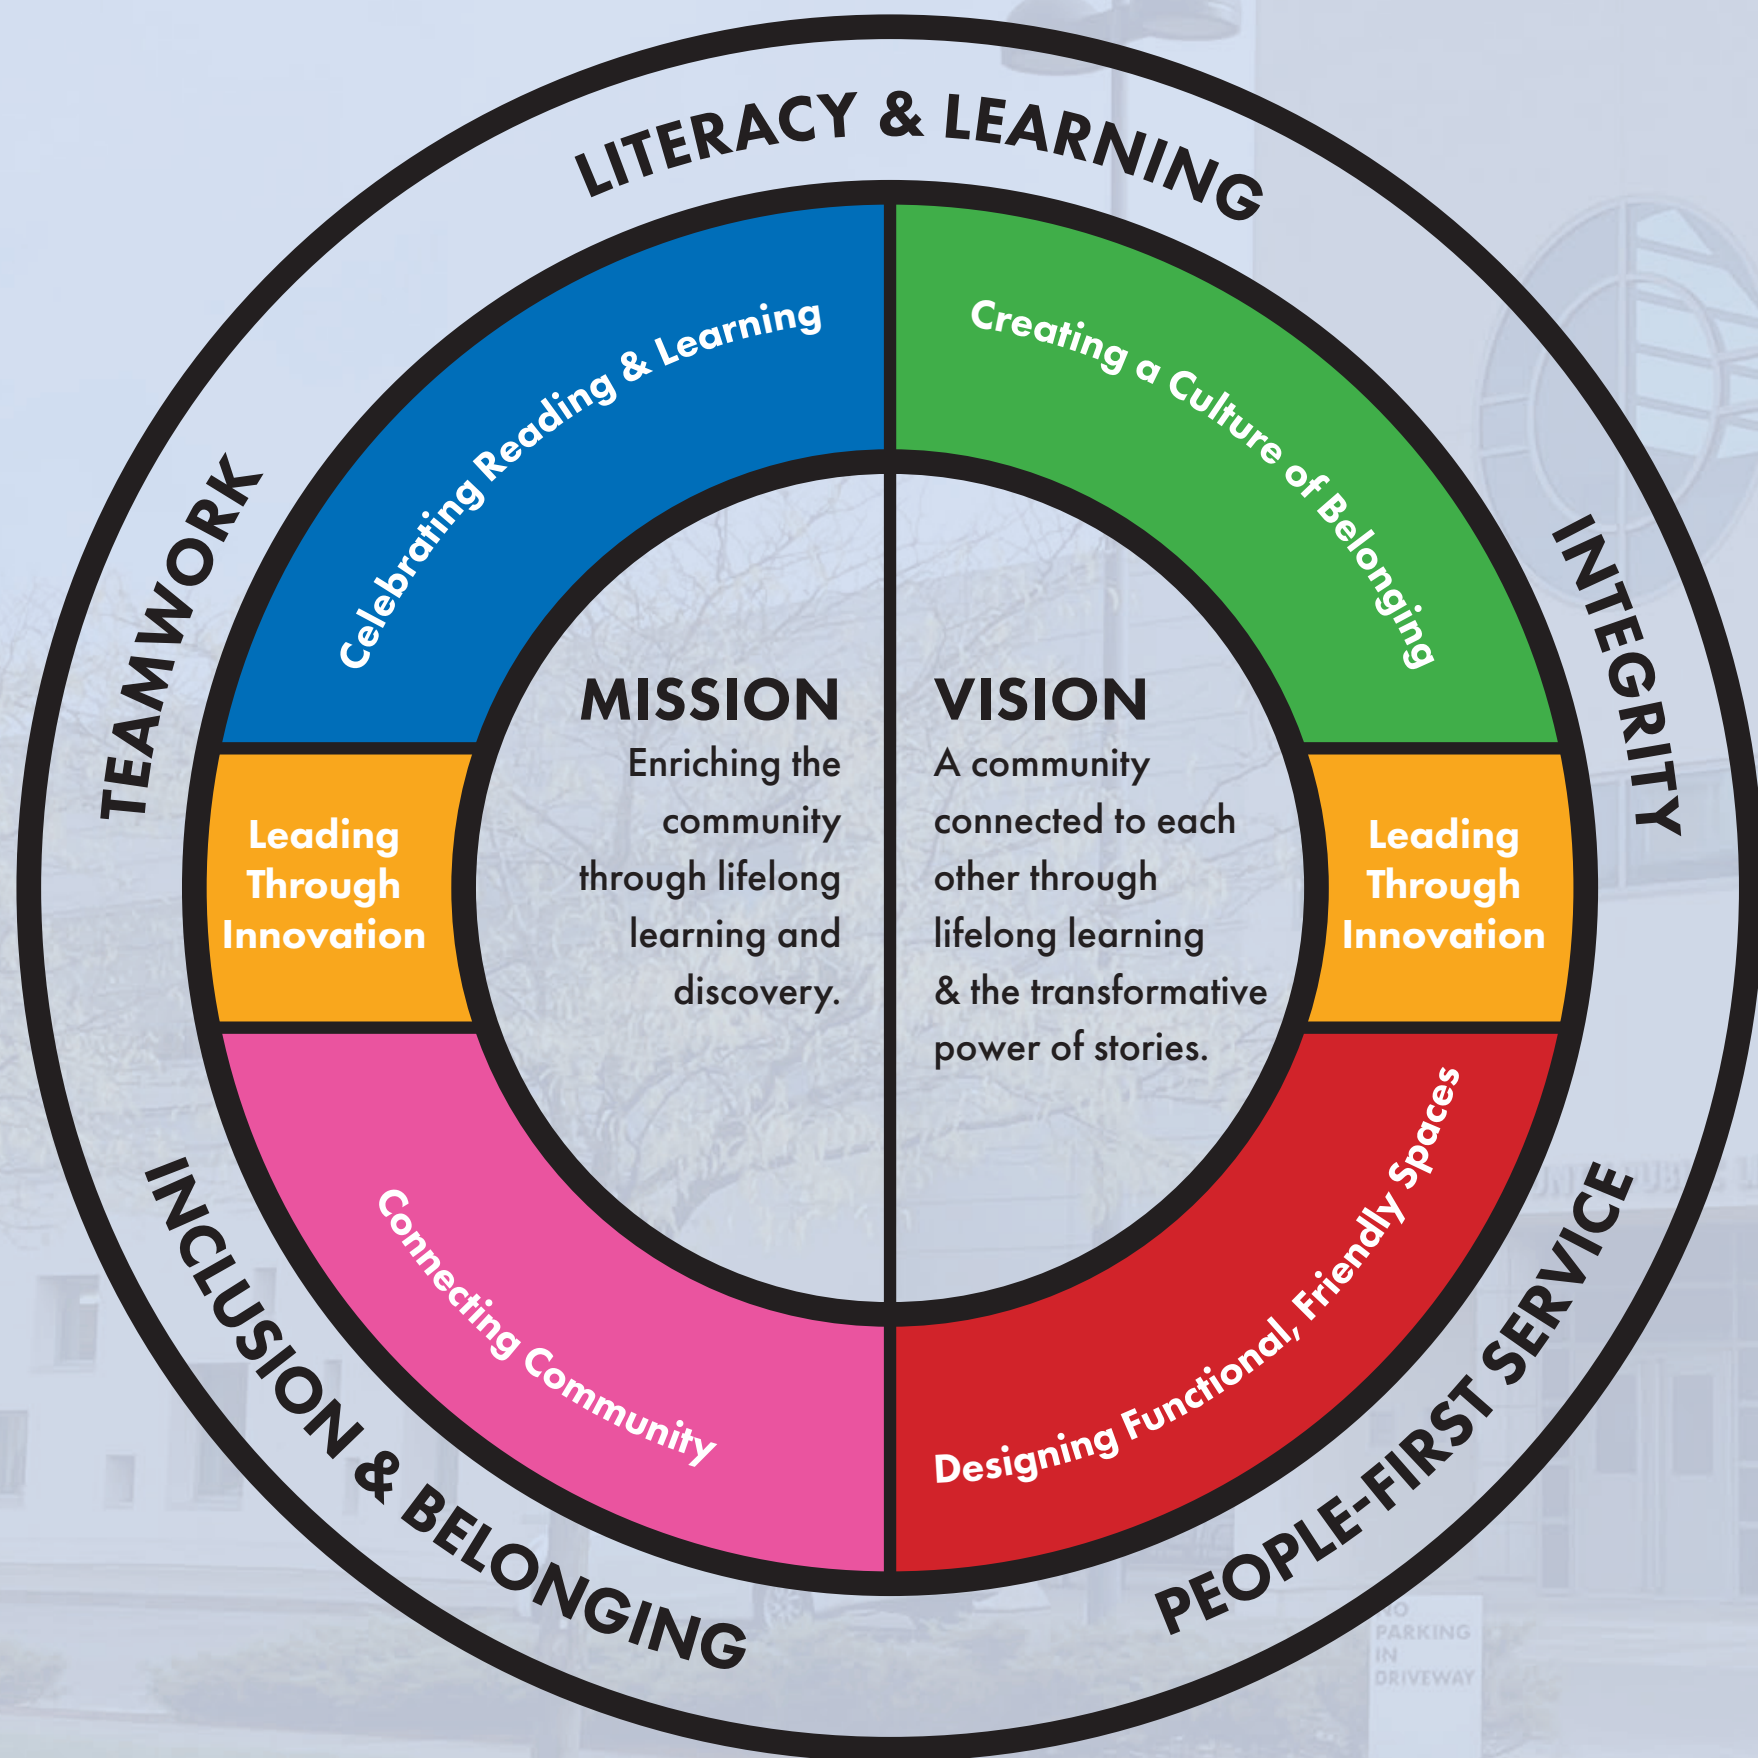 LITERACY & LEARNING
TEAMWORK
INTEGRITY
INCLUSION & BELONGING
PEOPLE-FIRST SERVICE
Celebrating Reading & Learning
Creating a Culture of Belonging
Leading
Through
Innovation
Leading
Through
Innovation
Connecting Community
Designing Functional, Friendly Spaces
MISSION
Enriching the
community
through lifelong
learning and
discovery.
VISION
A community
connected to each
other through
lifelong learning
& the transformative
power of stories.
NO
PARKING
IN
DRIVEWAY